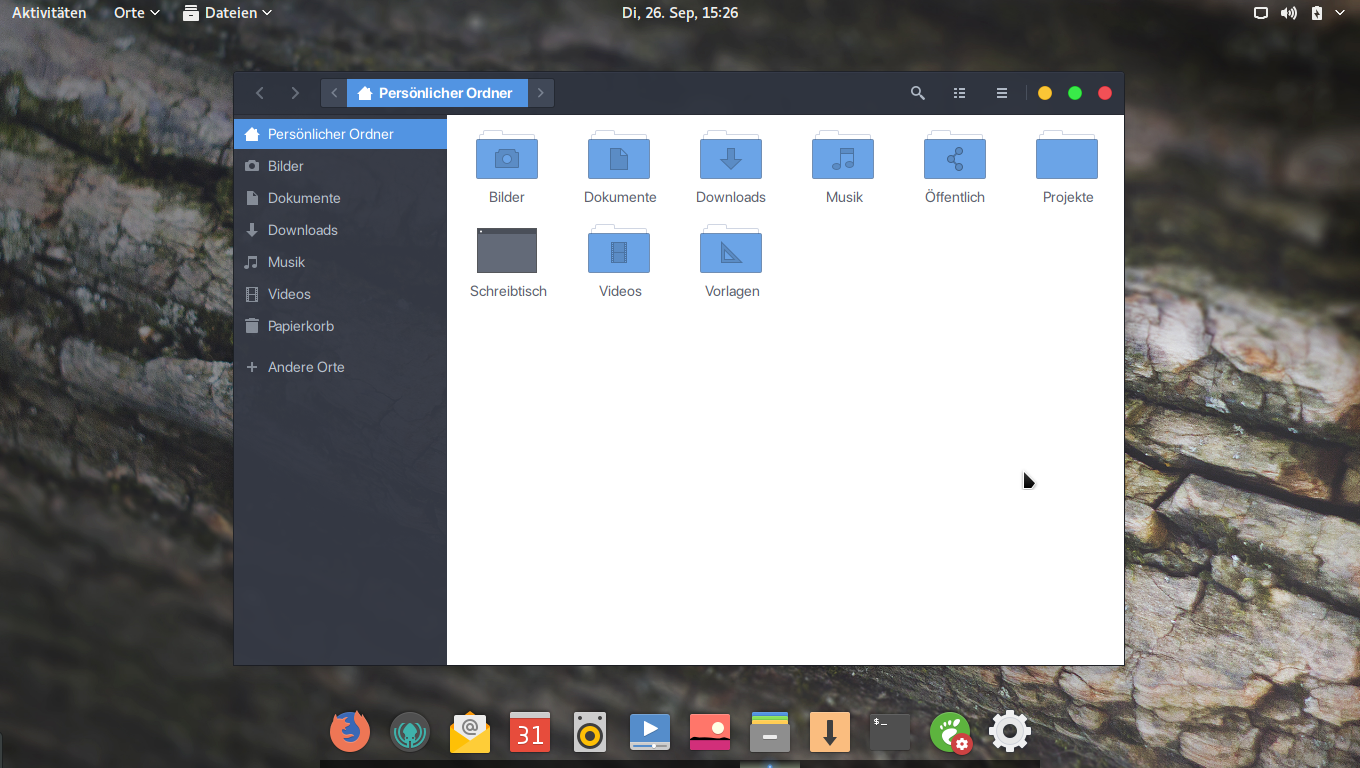 Aktivitäten Orte Dateien Di, 26. Sep, 15:26
Persönlicher Ordner
Persönlicher Ordner
Bilder
Dokumente
Downloads
Musik
Videos
Papierkorb
Andere Orte
Bilder Dokumente Downloads Musik Öffentlich Projekte
Schreibtisch Videos Vorlagen
@ 31 $_